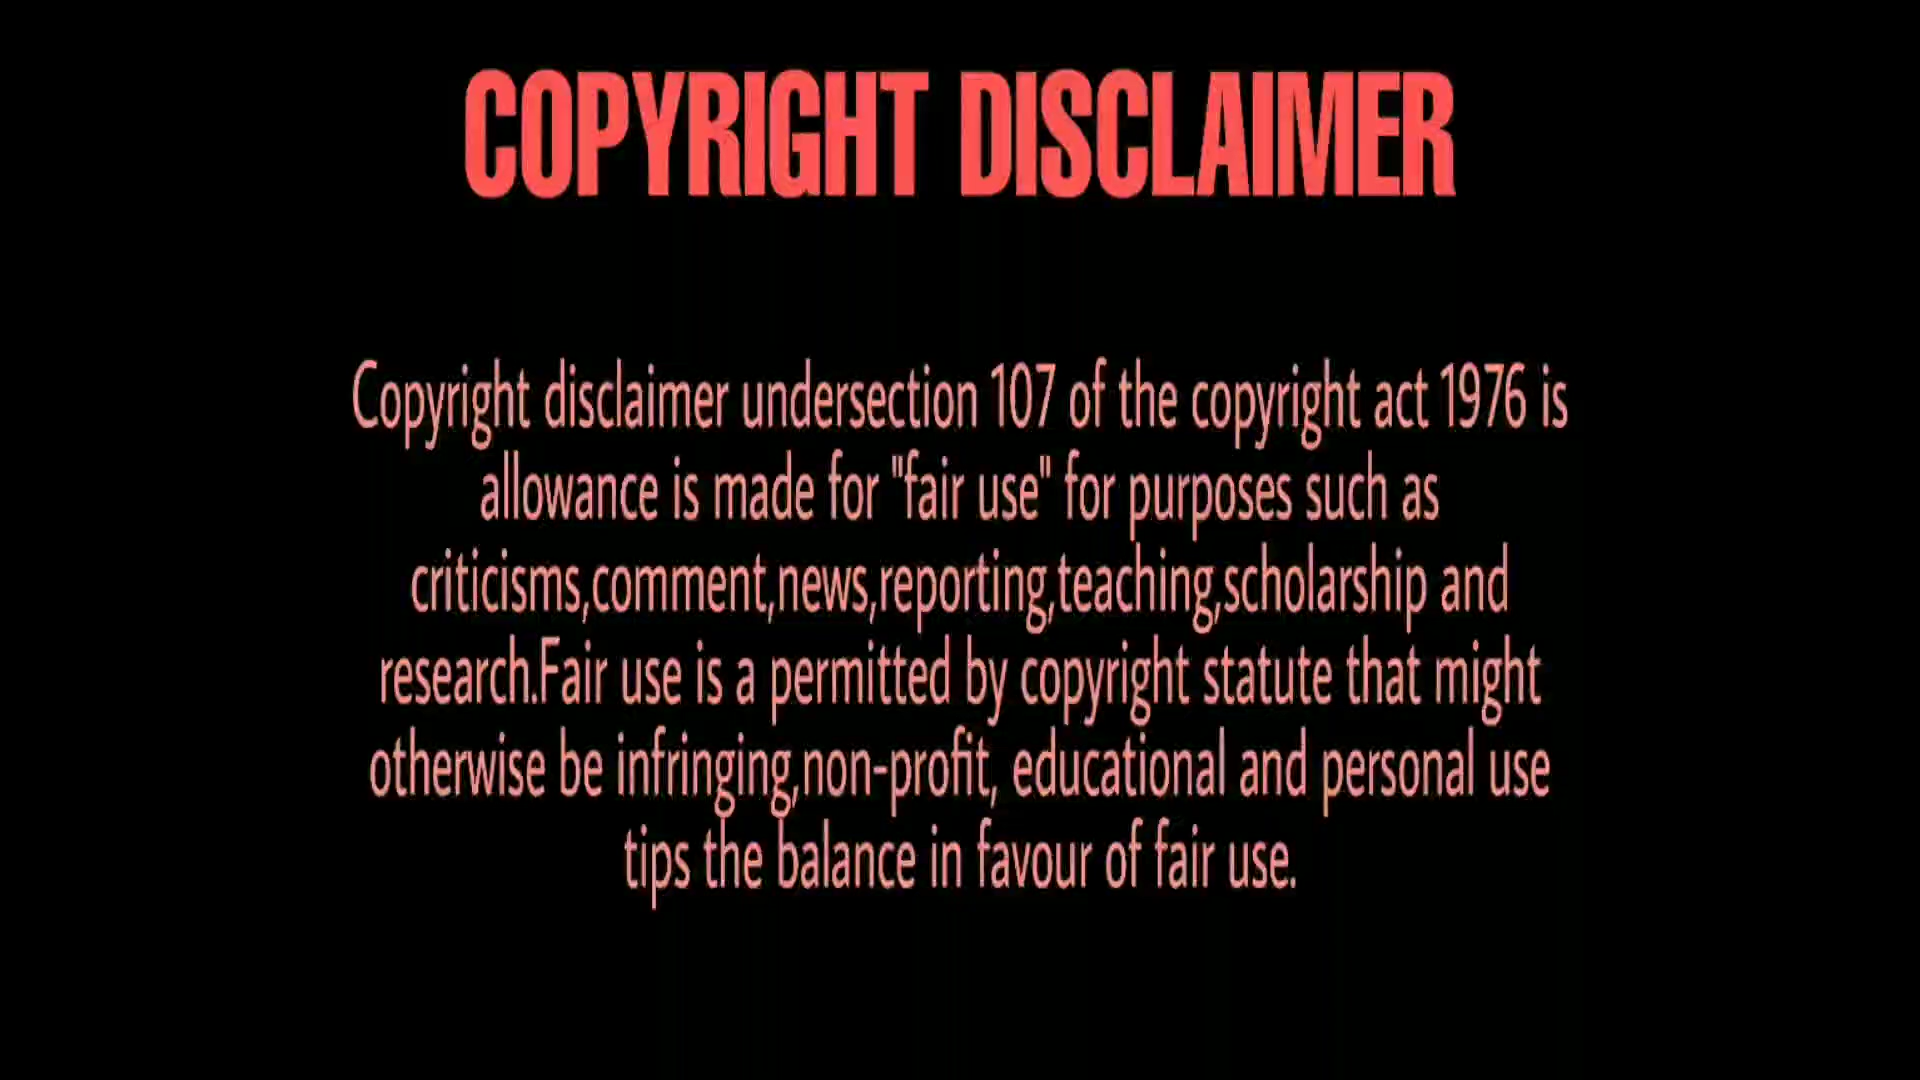 COPYRIGHT DISCLAIMER
Copyright disclaimer undersection 107 of the copyright act 1976 is
allowance is made for "fair use" for purposes such as
criticisms,comment,news,reporting,teaching,scholarship and
research.Fair use is a permitted by copyright statute that might
otherwise be infringing,non-profit, educational and personal use
tips the balance in favour of fair use.